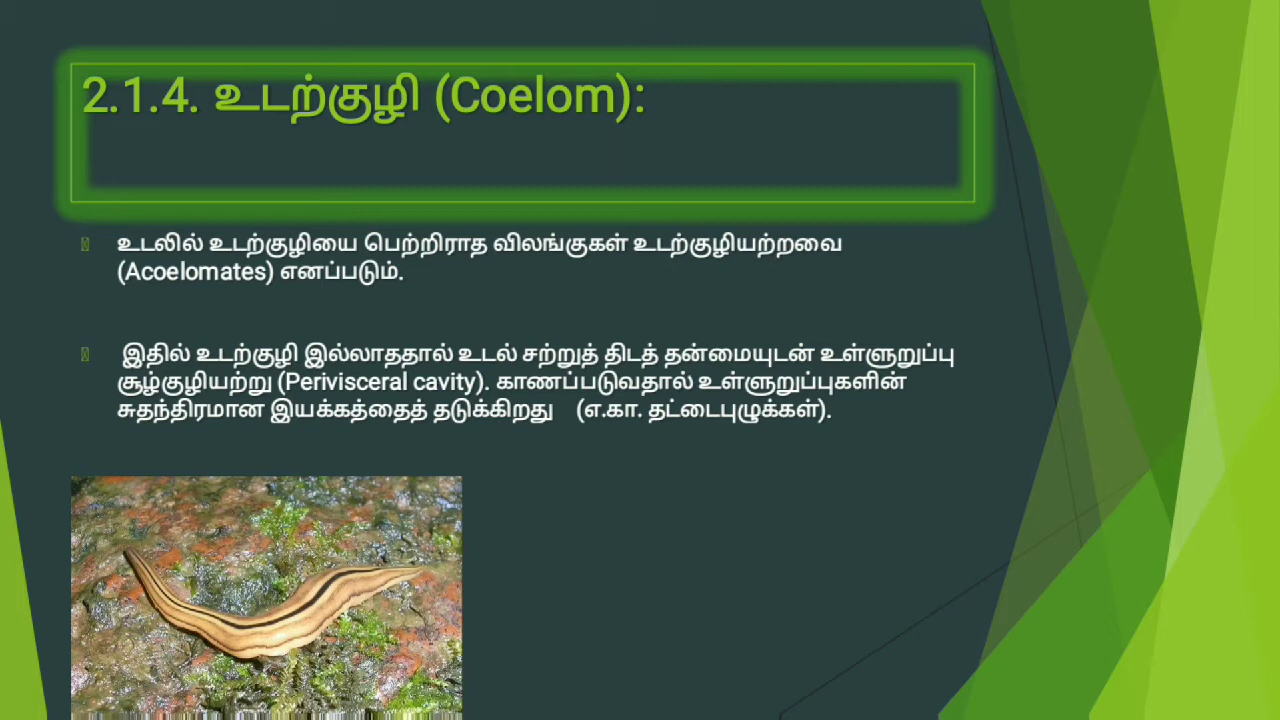 2.1.4. உடற்குழி (Coelom):
உடலில் உடற்குழியை பெற்றிராத விலங்குகள் உடற்குழியற்றவை
(Acoelomates) எனப்படும்.
இதில் உடற்குழி இல்லாததால் உடல் சற்றுத் திடத் தன்மையுடன் உள்ளுறுப்பு
சூழ்குழியற்று (Perivisceral cavity). காணப்படுவதால் உள்ளுறுப்புகளின்
சுதந்திரமான இயக்கத்தைத் தடுக்கிறது (எ.கா. தட்டைபுழுக்கள்).